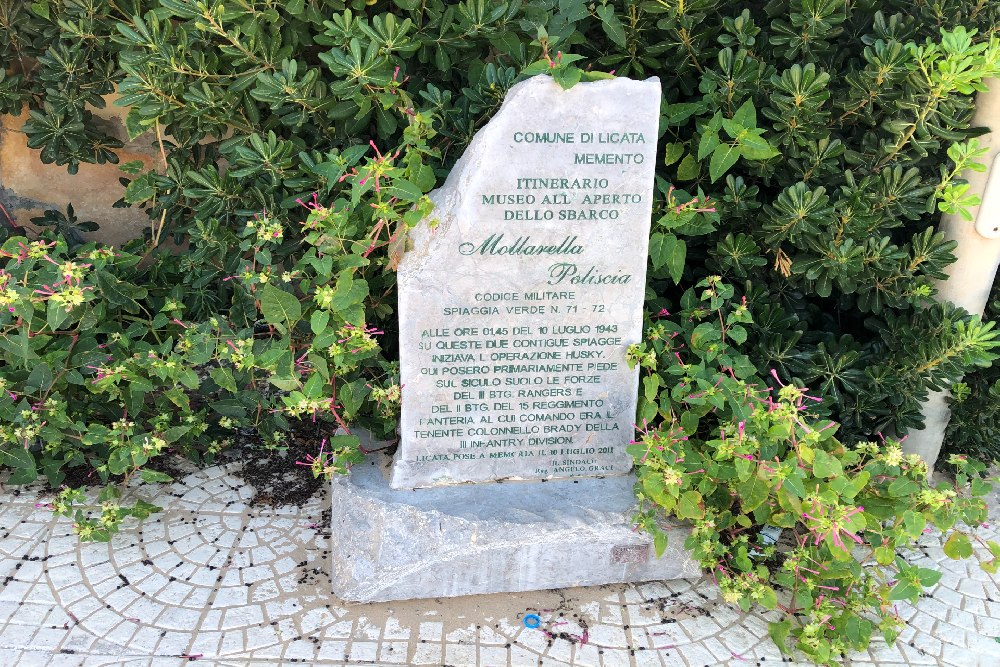 COMUNE DI LICATA
MEMENTO
ITINERARIO
MUSEO ALL' APERTO
DELLO SBARCO
Mollarella
Poliscia
CODICE MILITARE
SPIAGGIA VERDE N. 71 - 72
ALLE ORE 01.45 DEL 10 LUGLIO 1943
SU QUESTE DUE CONTIGUE SPIAGGE
INIZIAVA L' OPERAZIONE HUSKY.
QUI POSERO PRIMARIAMENTE PIEDE
SUL SICULO SUOLO LE FORZE
DEL III BTG. RANGERS E
DEL II BTG. DEL 15 REGGIMENTO
FANTERIA AL CUI COMANDO ERA IL
TENENTE COLONNELLO BRADY DELLA
III INFANTRY DIVISION.
LICATA, POSE A MEMORIA IL 10 LUGLIO 2011
IL SINDACO
Rag. ANGELO GRACI